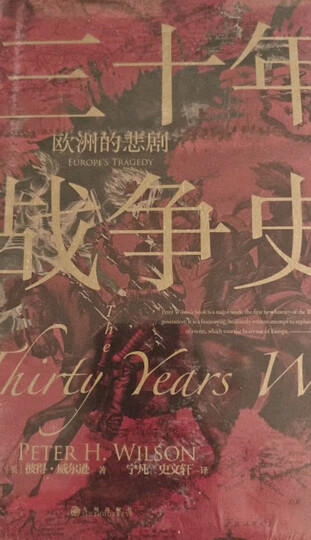 三十年
欧洲的悲剧
EUROPE'S TRAGEDY
战争史
The
Thirty Years W
PETER H. WILSON
彼得·威尔逊 著 宁凡 史文轩 译